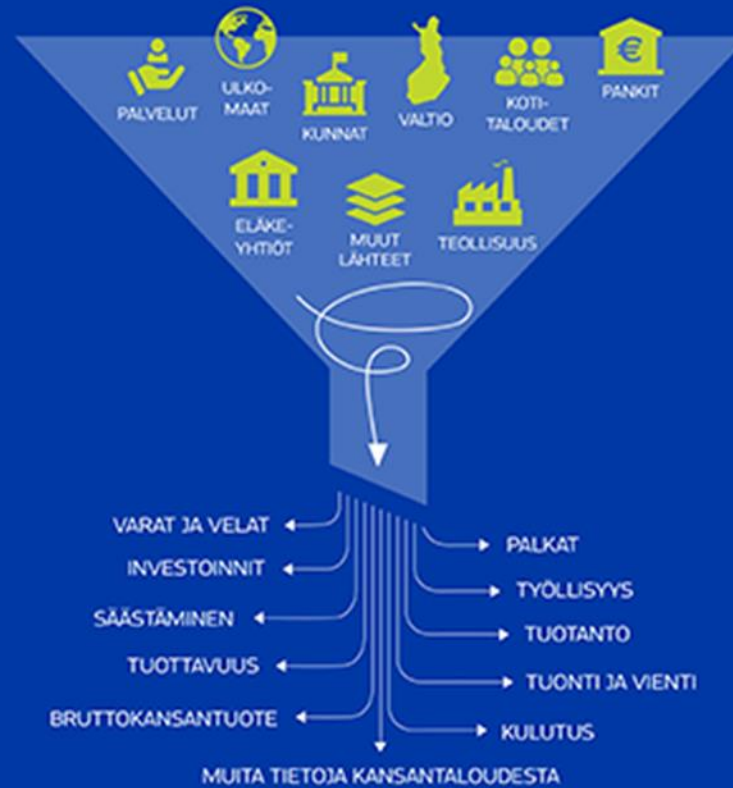 PALVELUT
ULKO-
MAAT
KUNNAT
VALTIO
KOTI-
TALOUDET
PANKIT
€
ELÄKE-
YHTIÖT
MUUT
LÄHTEET
TEOLLISUUS
VARAT JA VELAT
INVESTOINNIT
SÄÄSTÄMINEN
TUOTTAVUUS
BRUTTOKANSANTUOTE
PALKAT
TYÖLLISYYS
TUOTANTO
TUONTI JA VIENTI
KULUTUS
MUITA TIETOJA KANSANTALOUDESTA